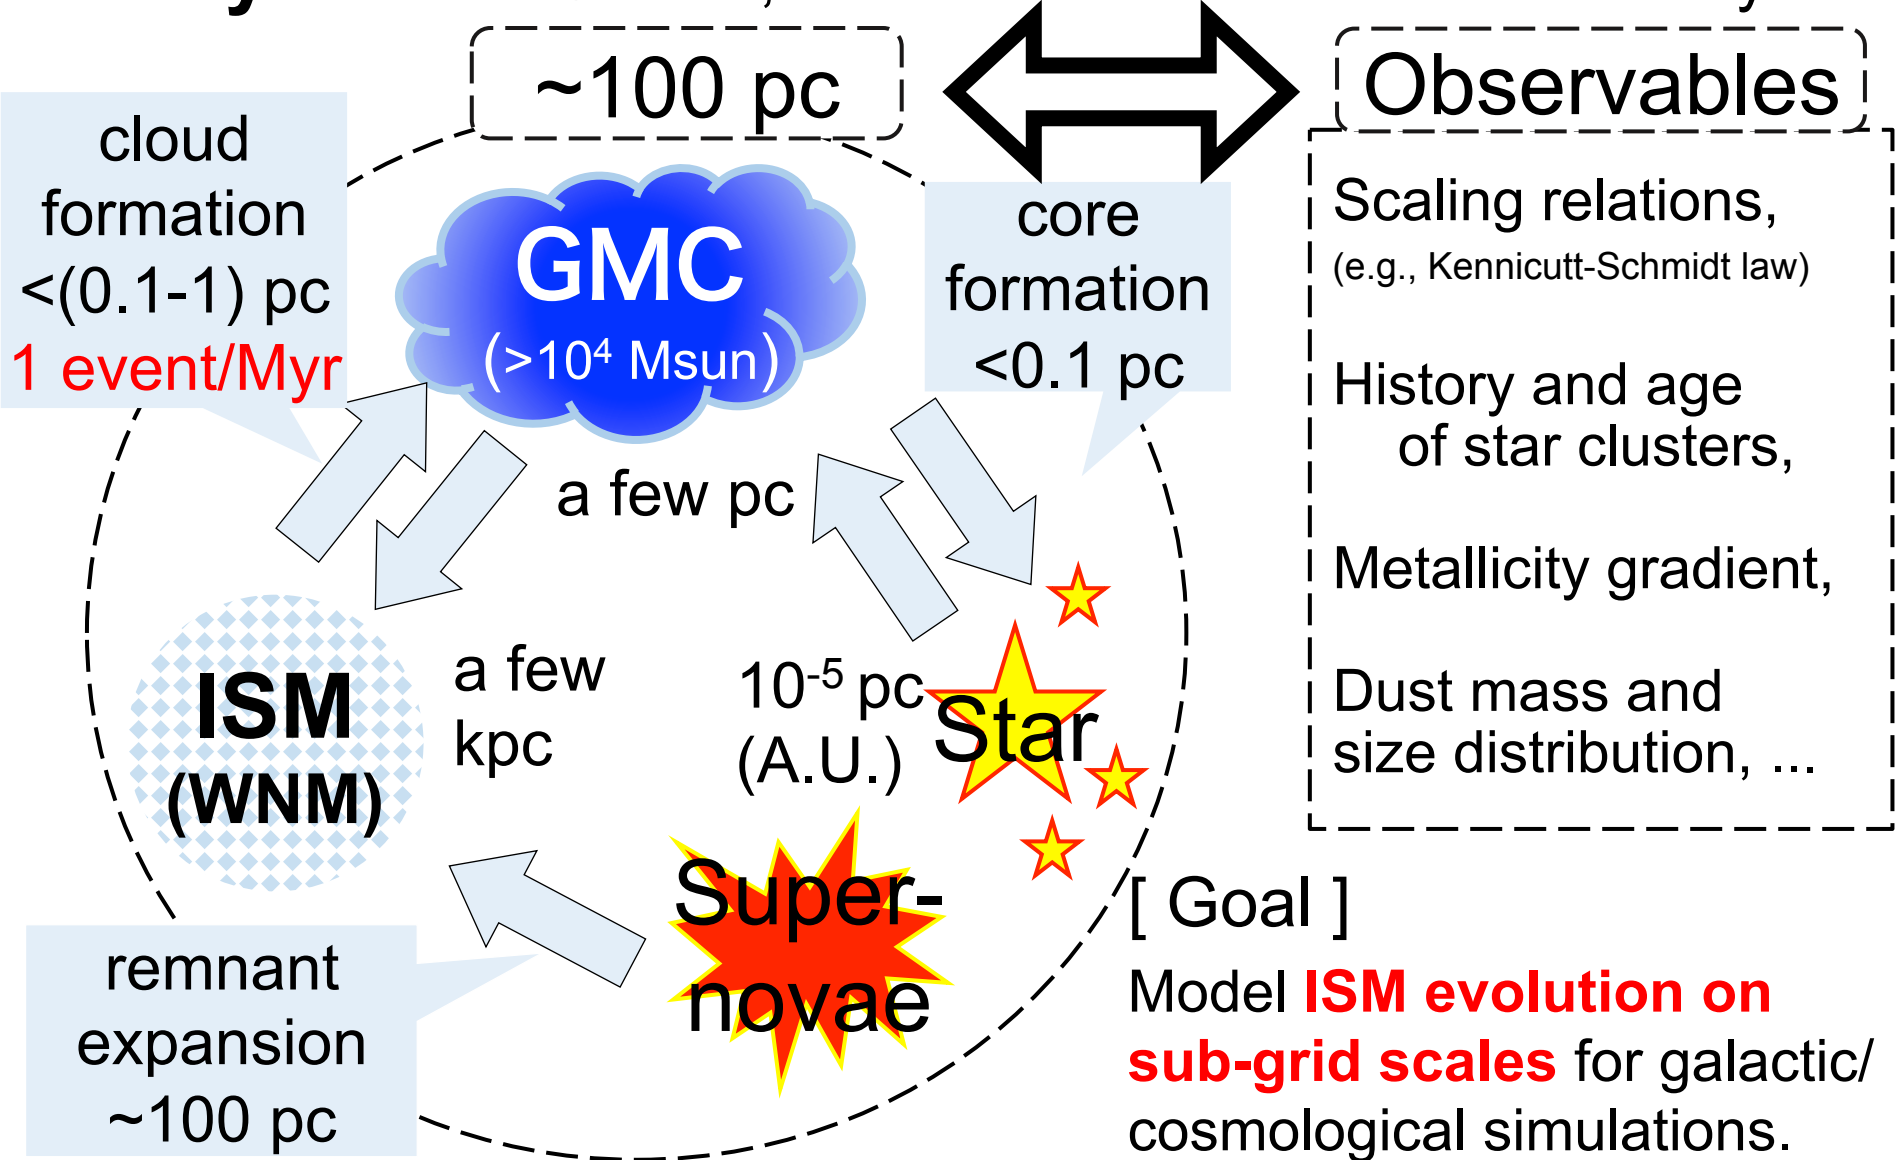 ~100 pc
Observables
cloud
formation
<(0.1-1) pc
1 event/Myr
GMC
(>10⁴ Msun)
core
formation
<0.1 pc
Scaling relations,
(e.g., Kennicutt-Schmidt law)
History and age
of star clusters,
Metallicity gradient,
Dust mass and
size distribution, ...
a few pc
ISM
(WNM)
a few
kpc
10⁻⁵ pc
(A.U.)
Star
Super-
novae
remnant
expansion
~100 pc
[ Goal ]
Model ISM evolution on
sub-grid scales for galactic/
cosmological simulations.